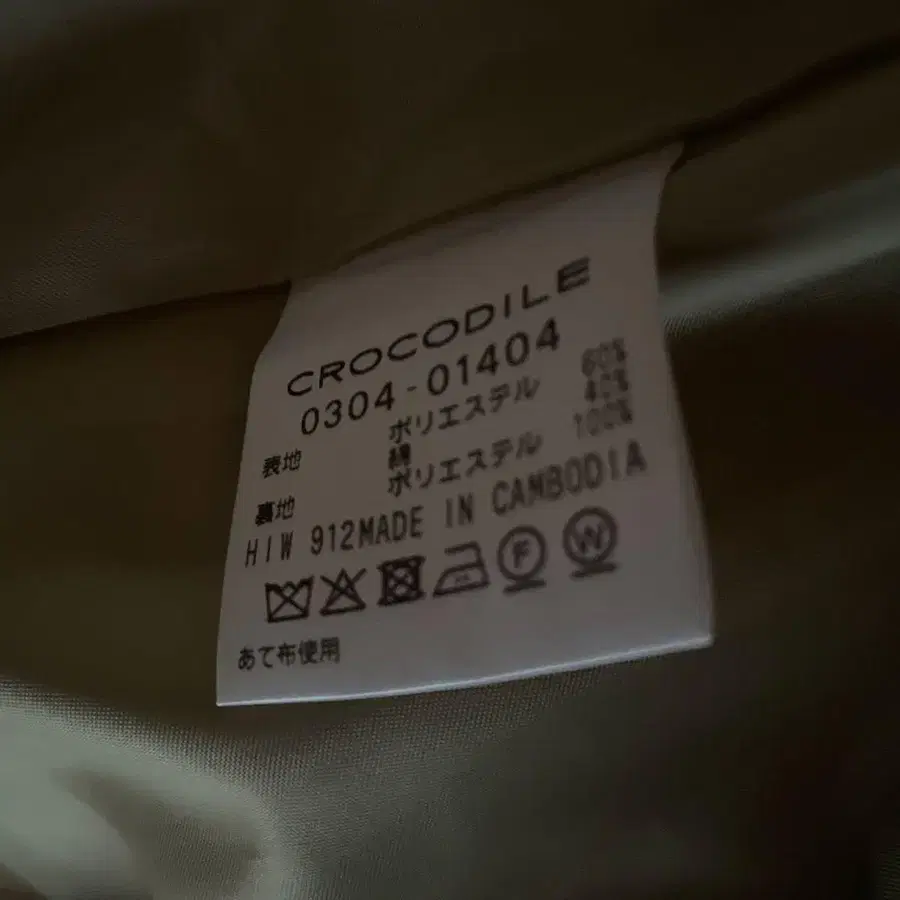 CROCODILE
0304-01404
表地 ポリエステル 60%
綿 40%
裏地 ポリエステル 100%
HIW 912MADE IN CAMBODIA
F W
あて布使用